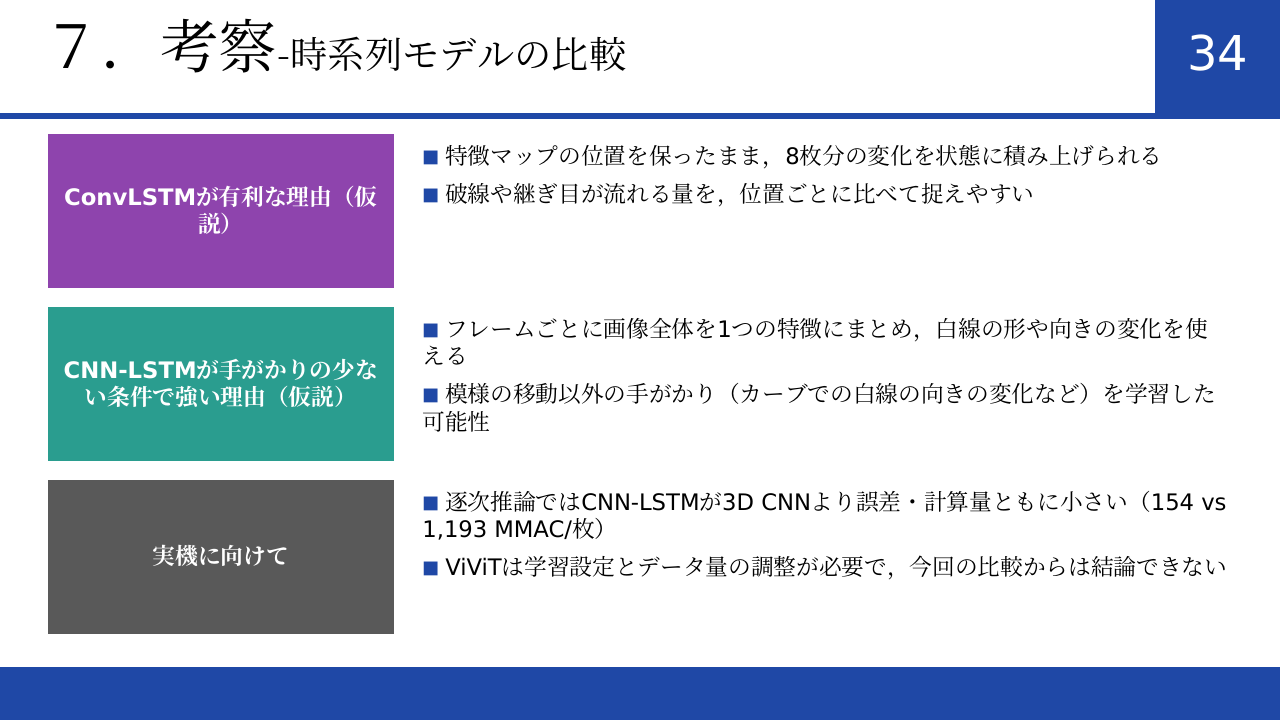 ７．考察-時系列モデルの比較
34
ConvLSTMが有利な理由（仮
説）
■ 特徴マップの位置を保ったまま，8枚分の変化を状態に積み上げられる
■ 破線や継ぎ目が流れる量を，位置ごとに比べて捉えやすい
CNN-LSTMが手がかりの少な
い条件で強い理由（仮説）
■ フレームごとに画像全体を1つの特徴にまとめ，白線の形や向きの変化を使
える
■ 模様の移動以外の手がかり（カーブでの白線の向きの変化など）を学習した
可能性
実機に向けて
■ 逐次推論ではCNN-LSTMが3D CNNより誤差・計算量ともに小さい（154 vs
1,193 MMAC/枚）
■ ViViTは学習設定とデータ量の調整が必要で，今回の比較からは結論できない